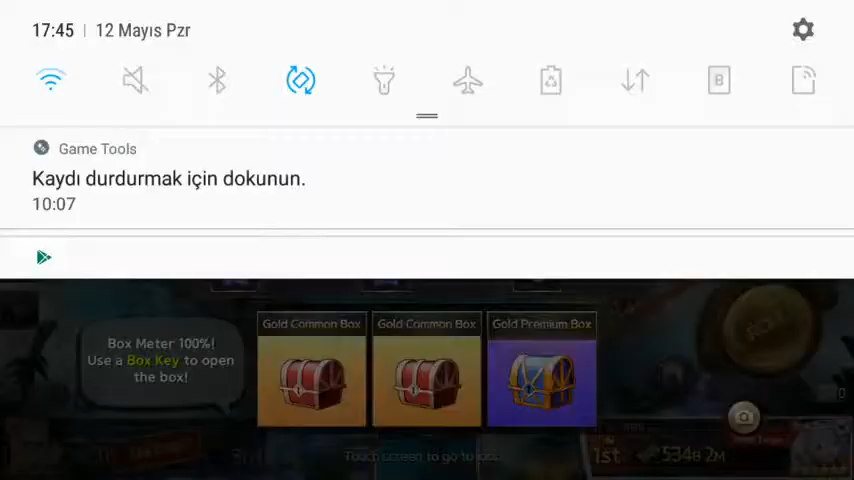 17:45 | 12 Mayıs Pzr
B
Game Tools
Kaydı durdurmak için dokunun.
10:07
Gold Common Box
Gold Common Box
Gold Premium Box
Box Meter 100%!
Use a Box Key to open
the box!
Touch screen to go to
1st
534B 2M